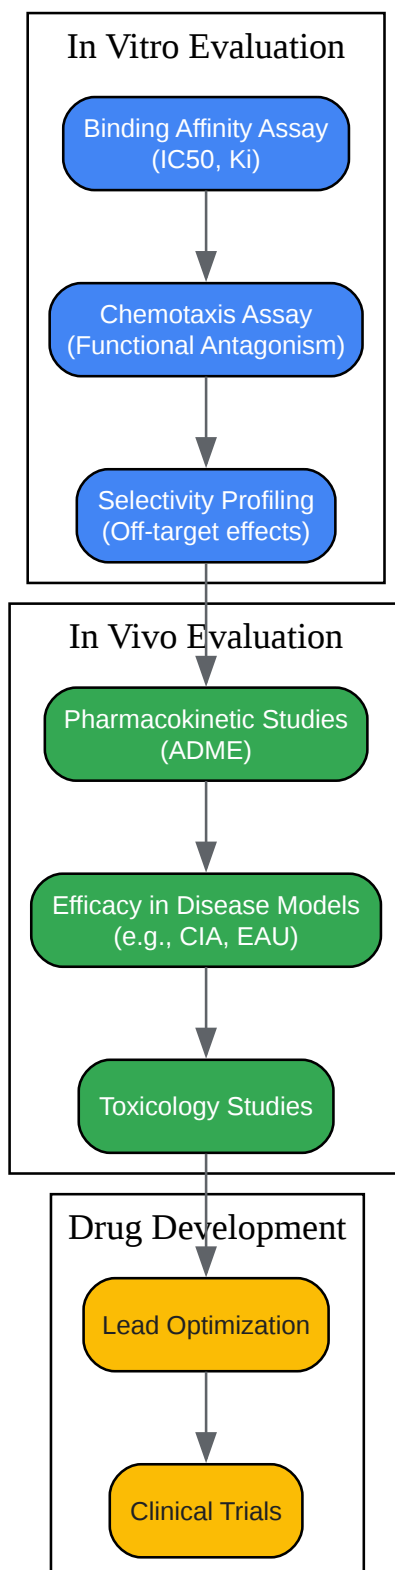 In Vitro Evaluation
Binding Affinity Assay
(IC50, Ki)
Chemotaxis Assay
(Functional Antagonism)
Selectivity Profiling
(Off-target effects)
In Vivo Evaluation
Pharmacokinetic Studies
(ADME)
Efficacy in Disease Models
(e.g., CIA, EAU)
Toxicology Studies
Drug Development
Lead Optimization
Clinical Trials